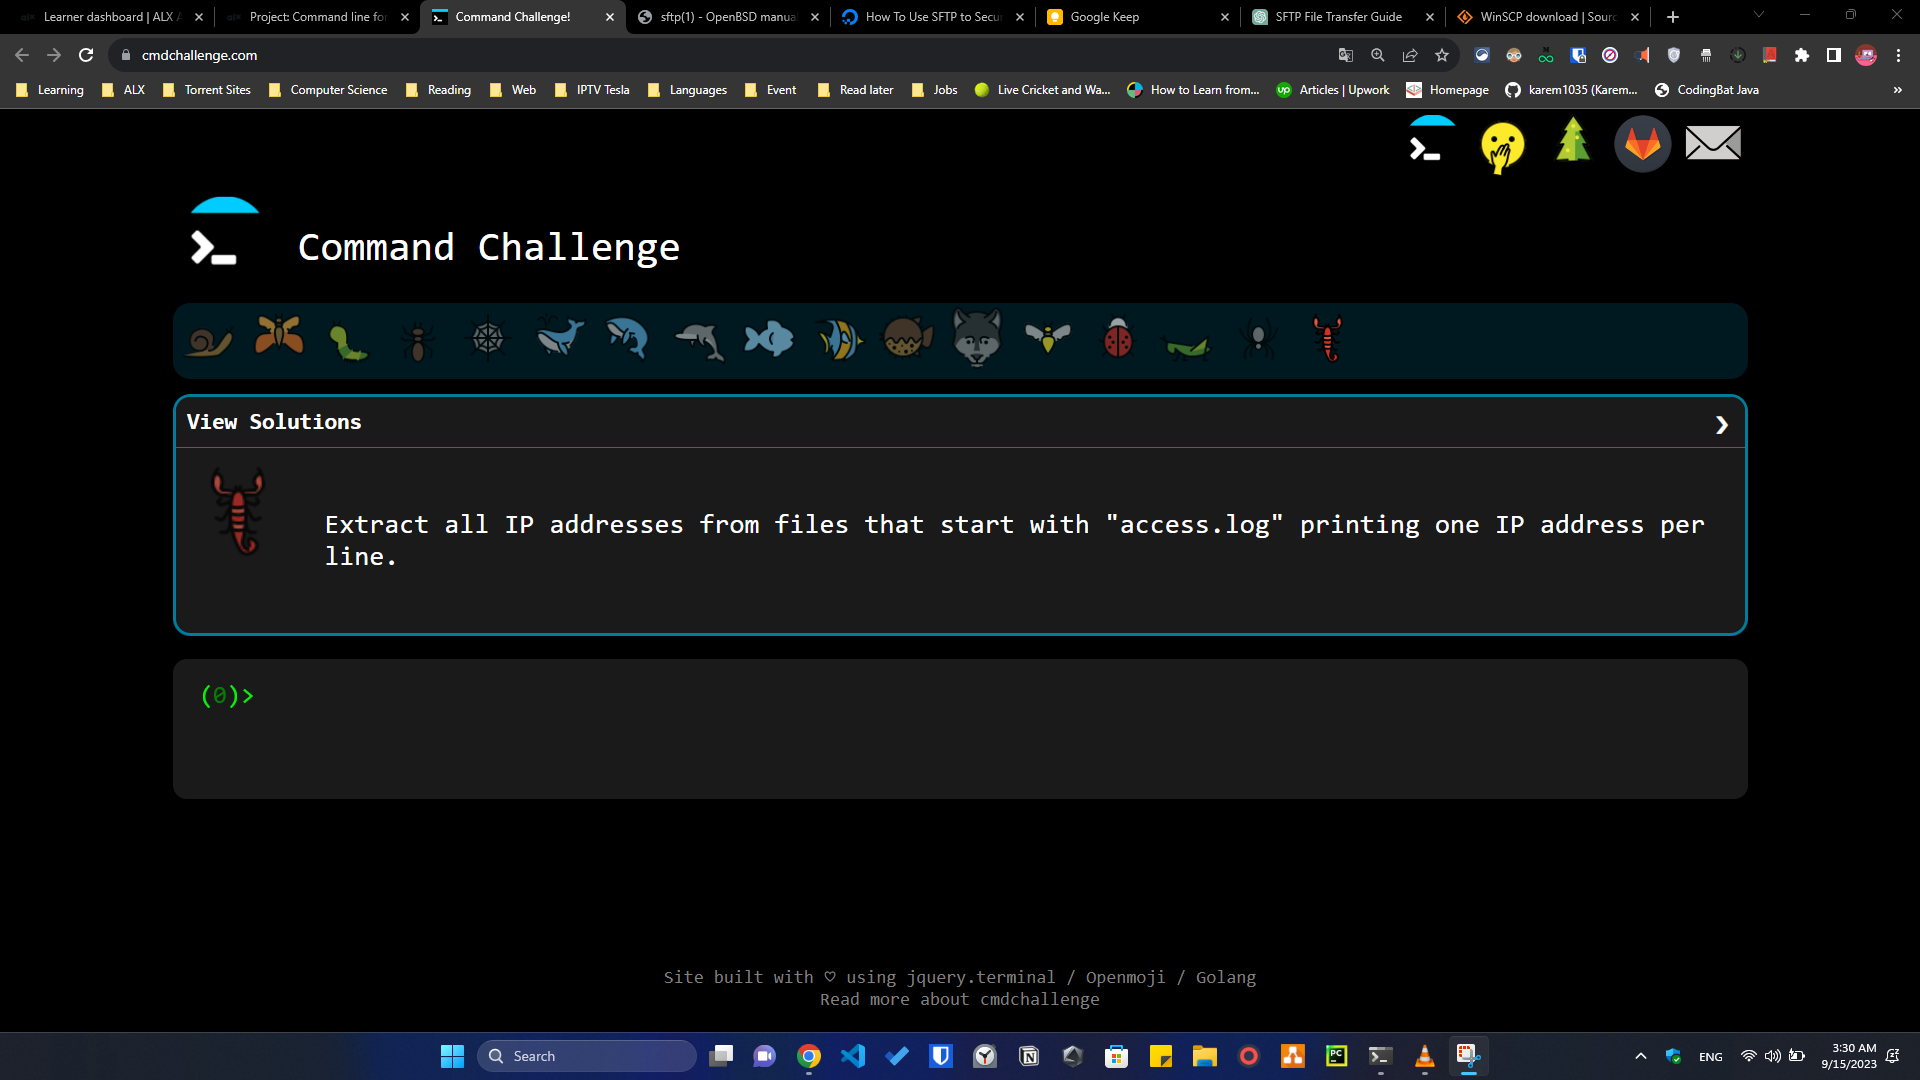 Learner dashboard | ALX A
Project: Command line for
Command Challenge!
sftp(1) - OpenBSD manua
How To Use SFTP to Secu
Google Keep
SFTP File Transfer Guide
WinSCP download | Sourc
cmdchallenge.com
Learning
ALX
Torrent Sites
Computer Science
Reading
Web
IPTV Tesla
Languages
Event
Read later
Jobs
Live Cricket and Wa...
How to Learn from...
up
Articles | Upwork
Homepage
karem1035 (Karem...
CodingBat Java
»
Command Challenge
View Solutions
Extract all IP addresses from files that start with "access.log" printing one IP address per
line.
(0)>
Site built with ♡ using jquery.terminal / Openmoji / Golang
Read more about cmdchallenge
Search
PC
ENG
3:30 AM
9/15/2023